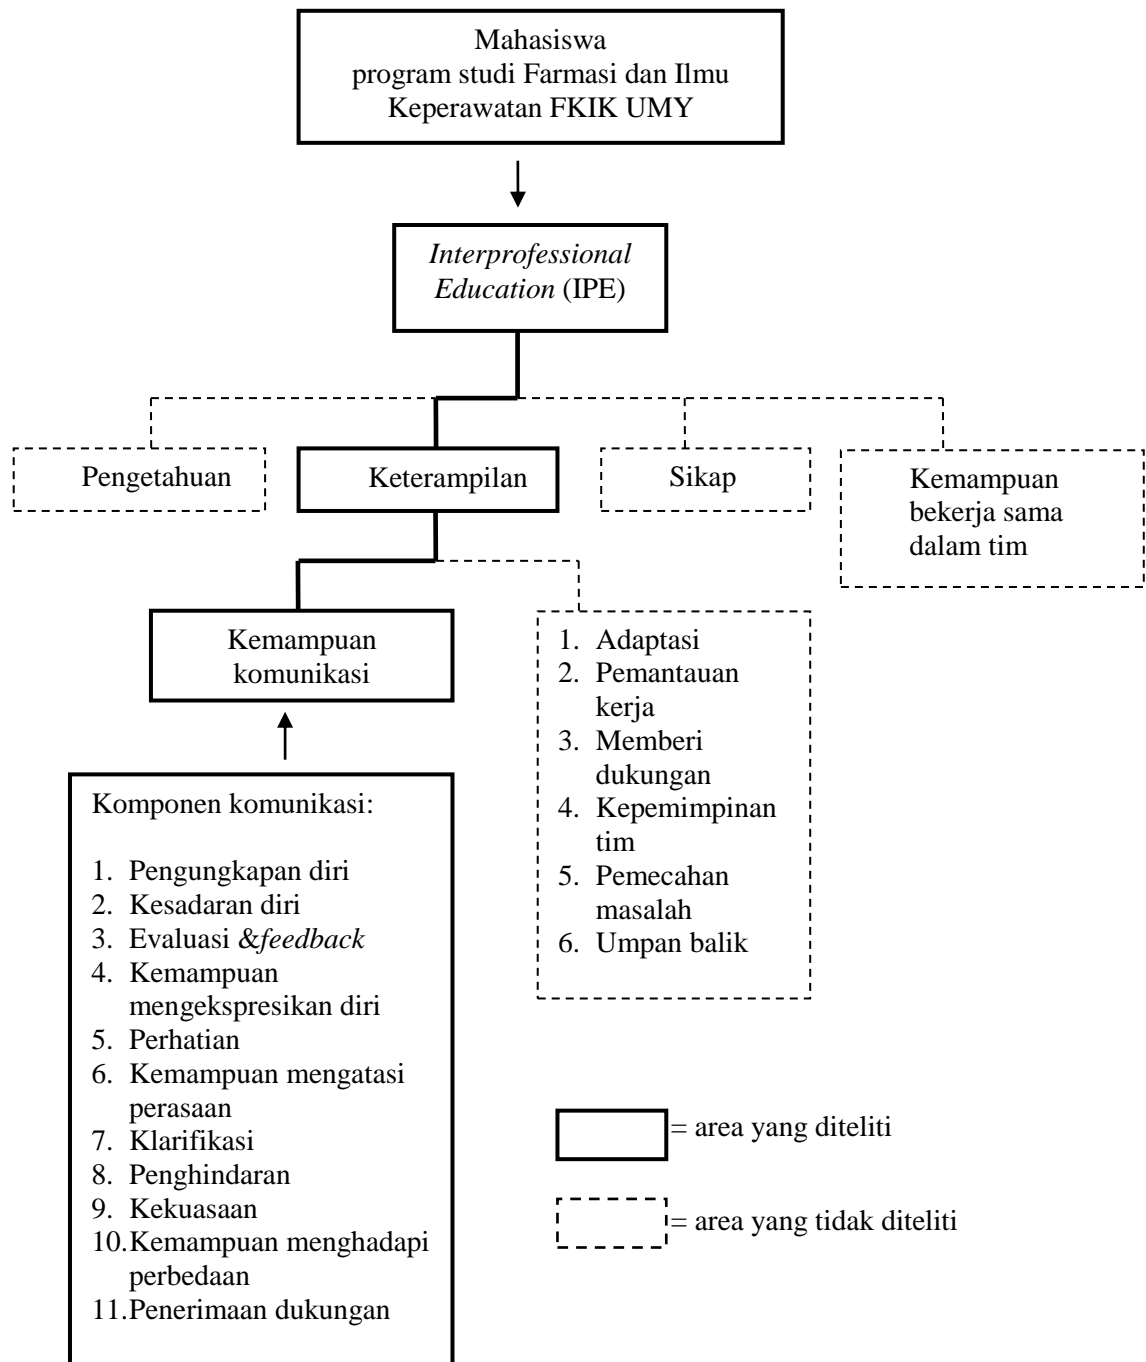 Mahasiswa
program studi Farmasi dan Ilmu
Keperawatan FKIK UMY
Interprofessional
Education (IPE)
Pengetahuan
Keterampilan
Sikap
Kemampuan
bekerja sama
dalam tim
Kemampuan
komunikasi
1. Adaptasi
2. Pemantauan
kerja
3. Memberi
dukungan
4. Kepemimpinan
tim
5. Pemecahan
masalah
6. Umpan balik
Komponen komunikasi:
1. Pengungkapan diri
2. Kesadaran diri
3. Evaluasi &feedback
4. Kemampuan
mengekspresikan diri
5. Perhatian
6. Kemampuan mengatasi
perasaan
7. Klarifikasi
8. Penghindaran
9. Kekuasaan
10.Kemampuan menghadapi
perbedaan
11.Penerimaan dukungan
= area yang diteliti
= area yang tidak diteliti